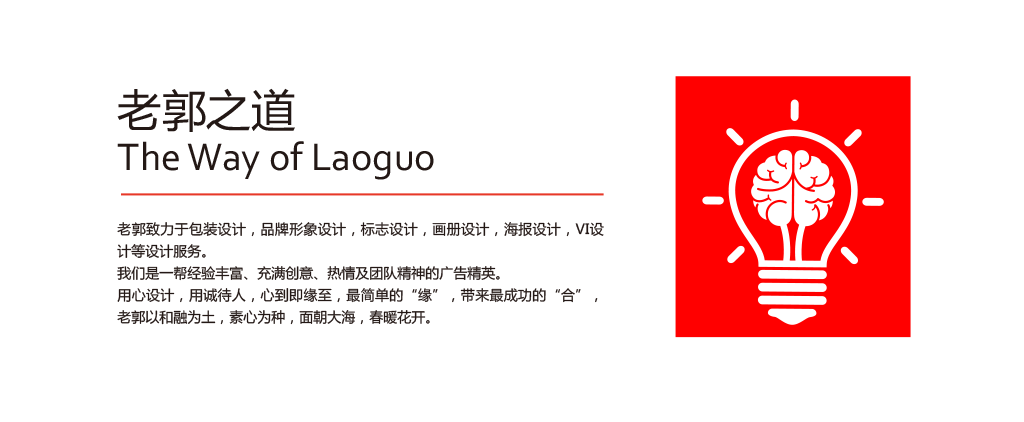 老郭之道
The Way of Laoguo
老郭致力于包装设计，品牌形象设计，标志设计，画册设计，海报设计，VI设
计等设计服务。
我们是一帮经验丰富、充满创意、热情及团队精神的广告精英。
用心设计，用诚待人，心到即缘至，最简单的“缘”，带来最成功的“合”，
老郭以和融为土，素心为种，面朝大海，春暖花开。